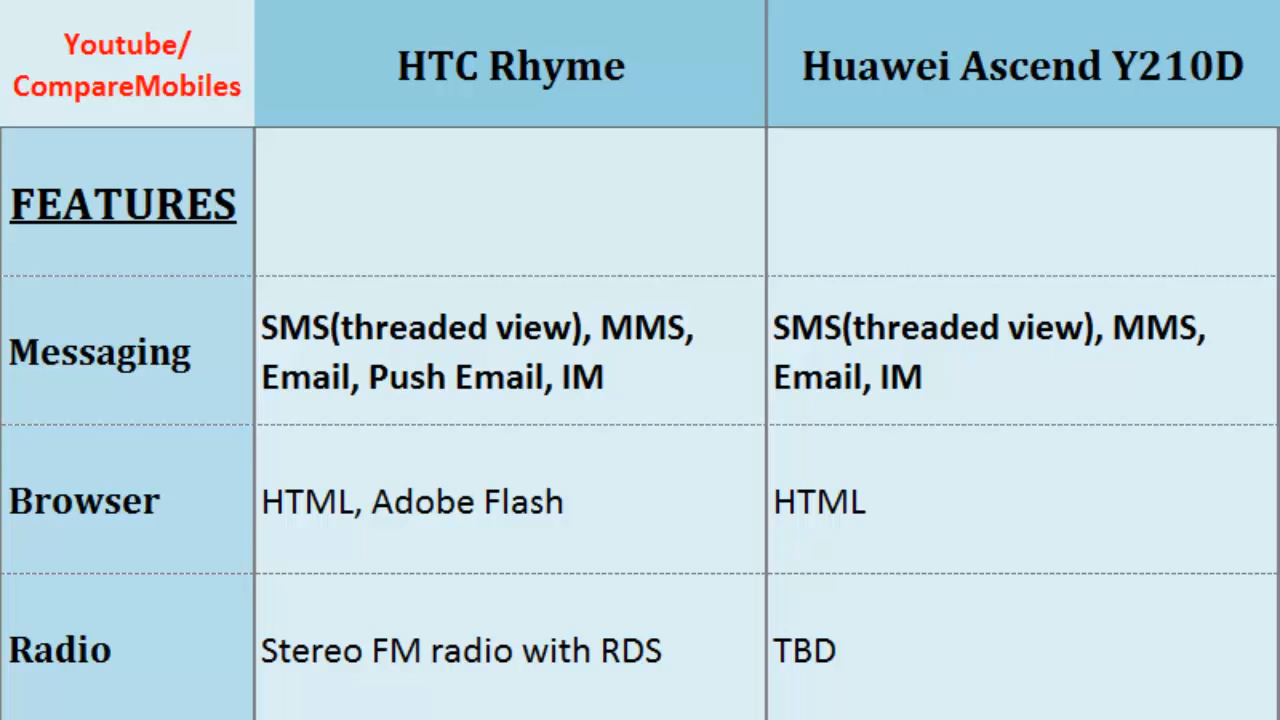 Youtube/
CompareMobiles
HTC Rhyme
Huawei Ascend Y210D
FEATURES
Messaging
SMS(threaded view), MMS,
Email, Push Email, IM
SMS(threaded view), MMS,
Email, IM
Browser
HTML, Adobe Flash
HTML
Radio
Stereo FM radio with RDS
TBD